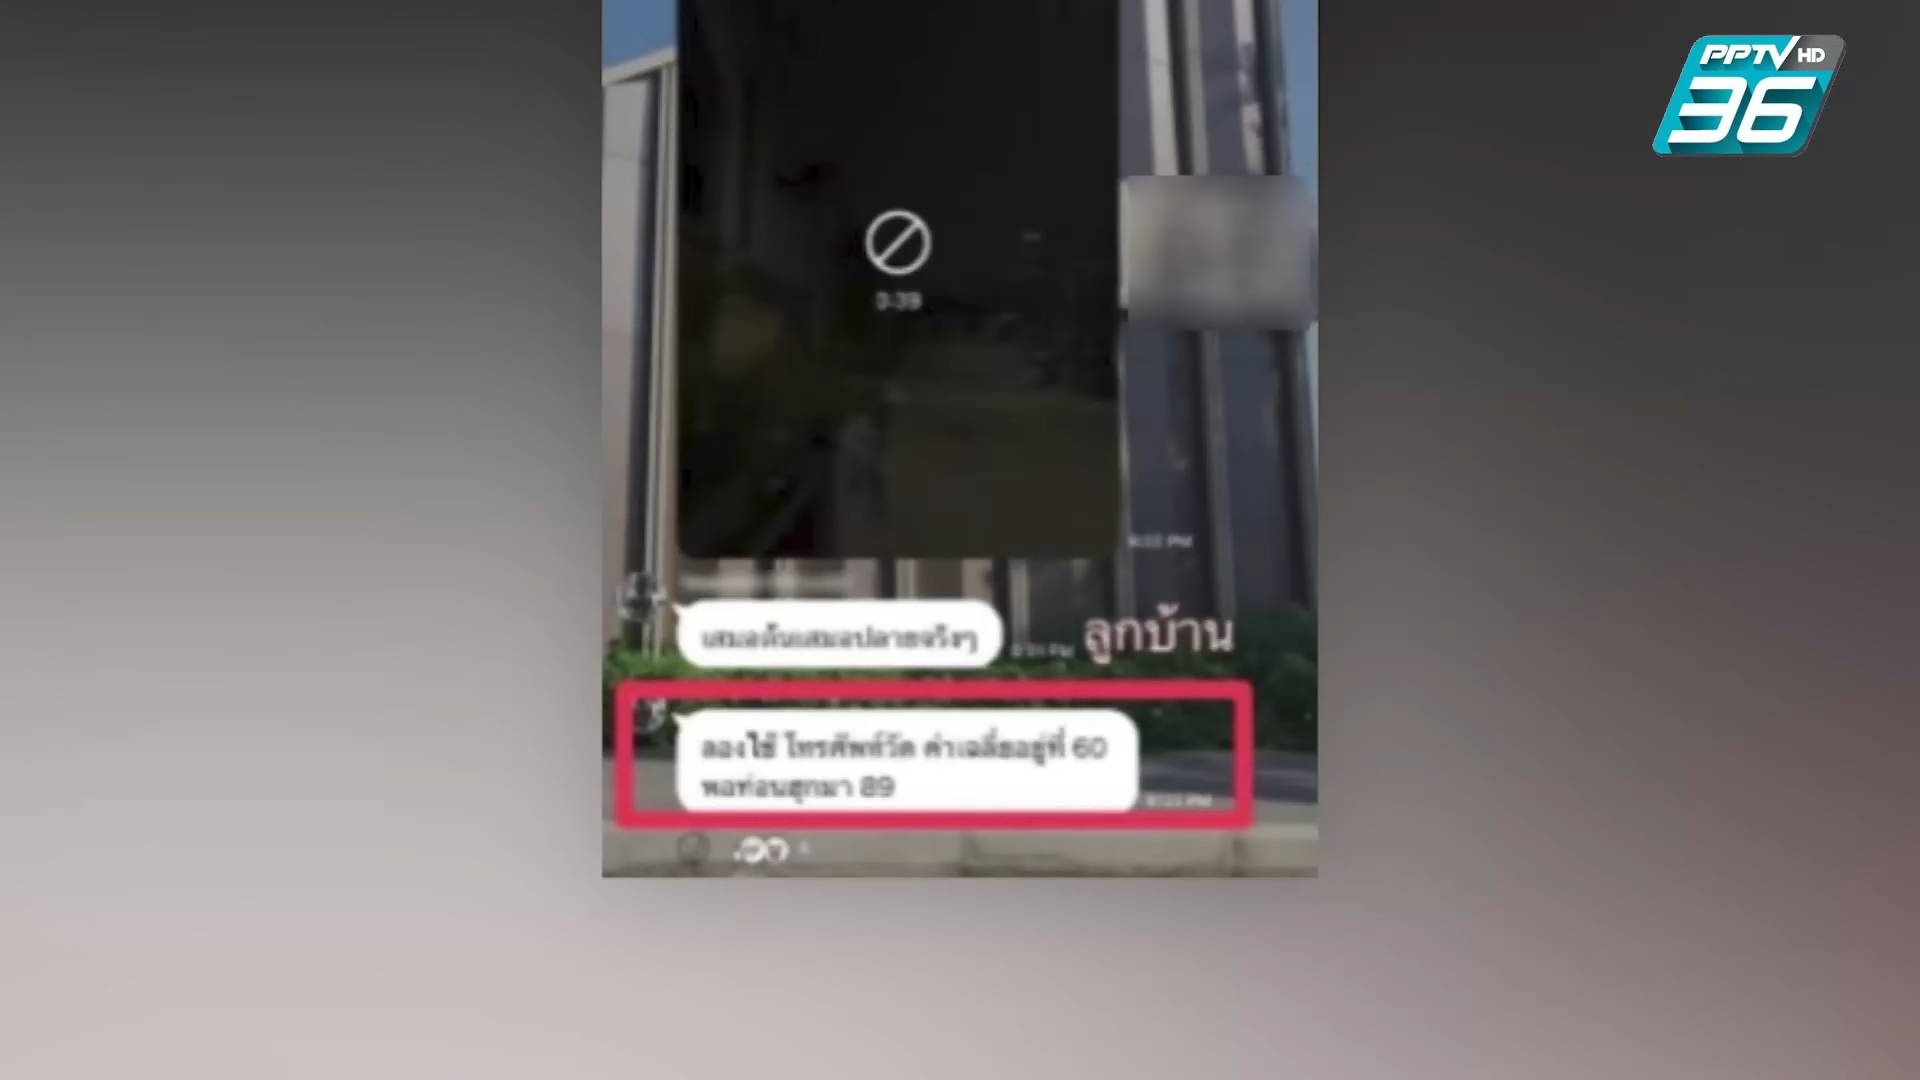 PPTV HD
36
0:39
เสมอต้นเสมอปลายจริงๆ
ลูกบ้าน
ลองใช้ โทรศัพท์วัด ค่าเฉลี่ยอยู่ที่ 60
พอท่อนฮุกมา 89